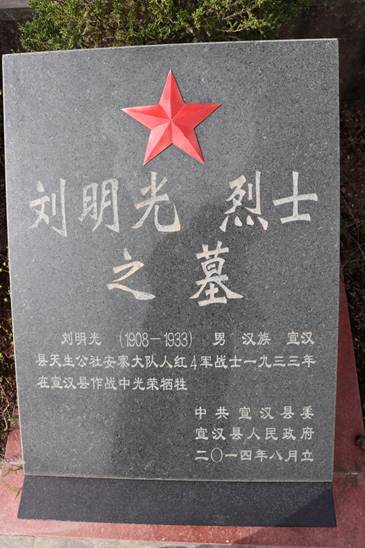 刘明光 烈士
之墓
刘明光 (1908—1933) 男 汉族 宣汉
县天生公社安寨大队人红4军战士一九三三年
在宣汉县作战中光荣牺牲
中共宣汉县委
宣汉县人民政府
二〇一四年八月立